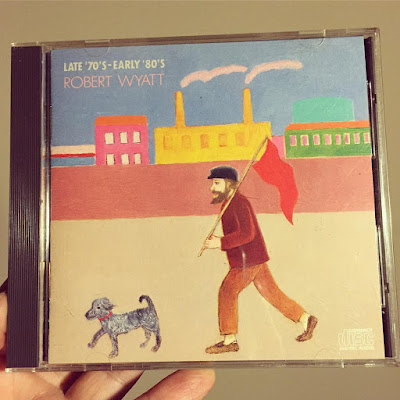 LATE '70'S-EARLY '80'S
ROBERT WYATT